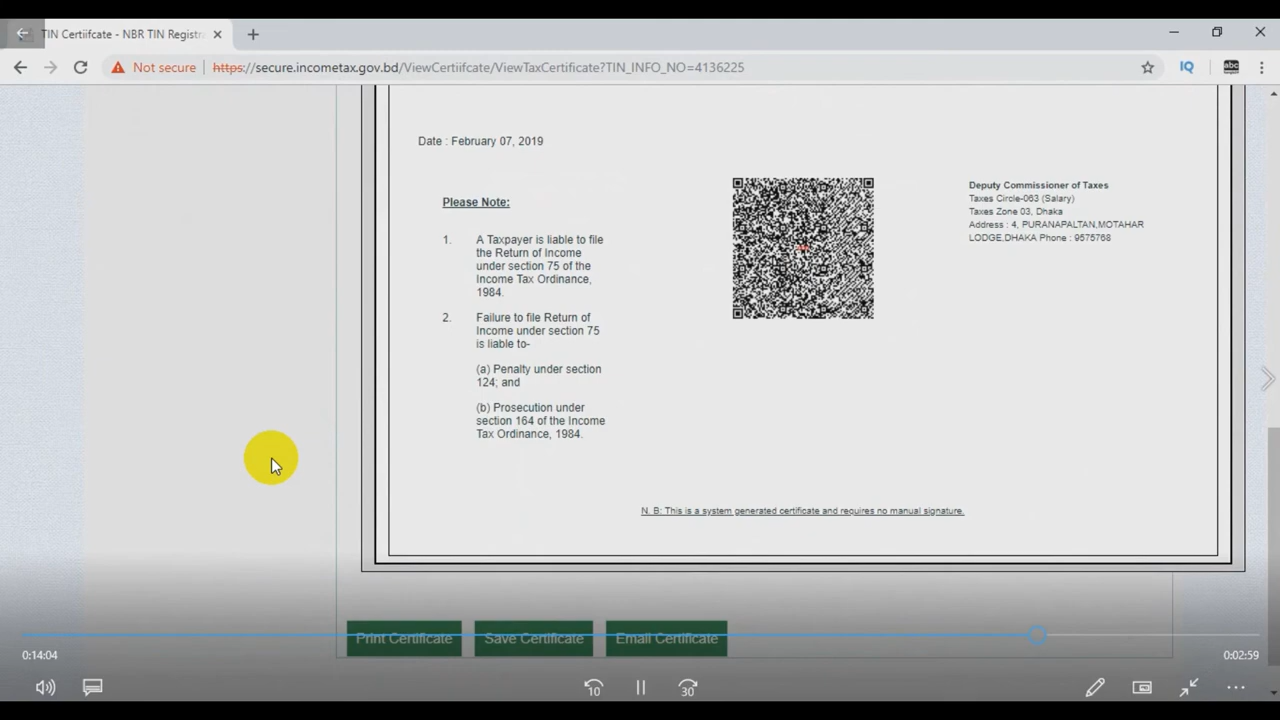 TIN Certiifcate - NBR TIN Registr
Not secure https://secure.incometax.gov.bd/ViewCertiifcate/ViewTaxCertificate?TIN_INFO_NO=4136225
IQ
abc
Date : February 07, 2019
Please Note:
1. A Taxpayer is liable to file
the Return of Income
under section 75 of the
Income Tax Ordinance,
1984.
2. Failure to file Return of
Income under section 75
is liable to-
(a) Penalty under section
124; and
(b) Prosecution under
section 164 of the Income
Tax Ordinance, 1984.
Deputy Commissioner of Taxes
Taxes Circle-063 (Salary)
Taxes Zone 03, Dhaka
Address : 4, PURANAPALTAN,MOTAHAR
LODGE,DHAKA Phone : 9575768
N. B: This is a system generated certificate and requires no manual signature.
Print Certificate Save Certificate Email Certificate
0:14:04 0:02:59
10 30